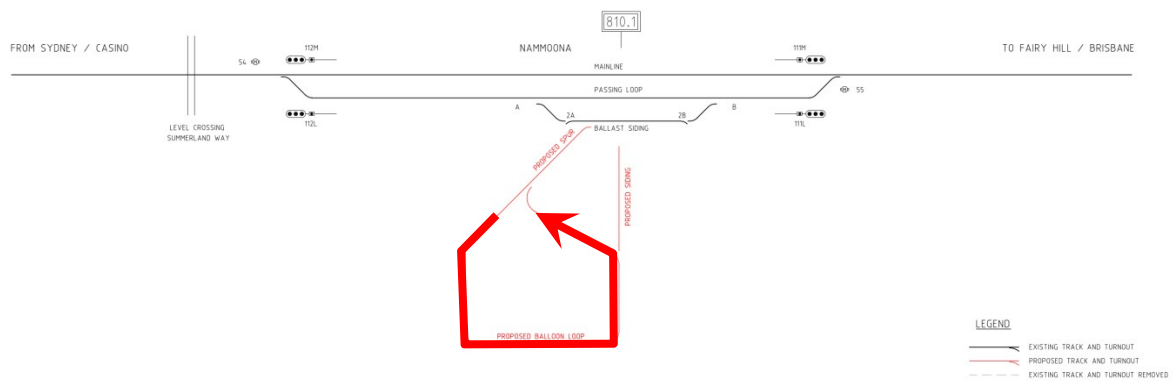 810.1
FROM SYDNEY / CASINO
112M
NAMMOONA
111M
TO FAIRY HILL / BRISBANE
54
MAINLINE
PASSING LOOP
55
A
B
2A
2B
112L
BALLAST SIDING
111L
LEVEL CROSSING
SUMMERLAND WAY
PROPOSED SPUR
PROPOSED SIDING
PROPOSED BALLOON LOOP
LEGEND
EXISTING TRACK AND TURNOUT
PROPOSED TRACK AND TURNOUT
EXISTING TRACK AND TURNOUT REMOVED